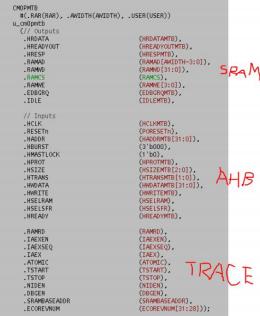 CM0PMTB
#(.RAR(RAR), .AWIDTH(AWIDTH), .USER(USER))
u_cm0pmtb
(// Outputs
.HRDATA (HRDATAMTB),
.HREADYOUT (HREADYOUTMTB),
.HRESP (HRESPMTB),
.RAMAD (RAMAD[AWIDTH-3:0]),
.RAMWD (RAMWD[31:0]),
.RAMCS (RAMCS),
.RAMWE (RAMWE[3:0]),
.EDBGRQ (EDBGRQMTB),
.IDLE (IDLEMTB),
SRAM
// Inputs
.HCLK (HCLKMTB),
.RESETn (PORESETn),
.HADDR (HADDRMTB[31:0]),
.HBURST (3'b000),
.HMASTLOCK (1'b0),
.HPROT (HPROTMTB),
.HSIZE (HSIZEMTB[2:0]),
.HTRANS (HTRANSMTB[1:0]),
.HWDATA (HWDATAMTB[31:0]),
.HWRITE (HWRITEMTB),
.HSELRAM (HSELRAM),
.HSELSFR (HSELSFR),
.HREADY (HREADYMTB),
AHB
.RAMRD (RAMRD),
.IAEXEN (IAEXEN),
.IAEXSEQ (IAEXSEQ),
.IAEX (IAEX),
.ATOMIC (ATOMIC),
.TSTART (TSTART),
.TSTOP (TSTOP),
.NIDEN (NIDEN),
.DBGEN (DBGEN),
.SRAMBASEADDR (SRAMBASEADDR),
.ECOREVNUM (ECOREVNUM[31:28]));
TRACE